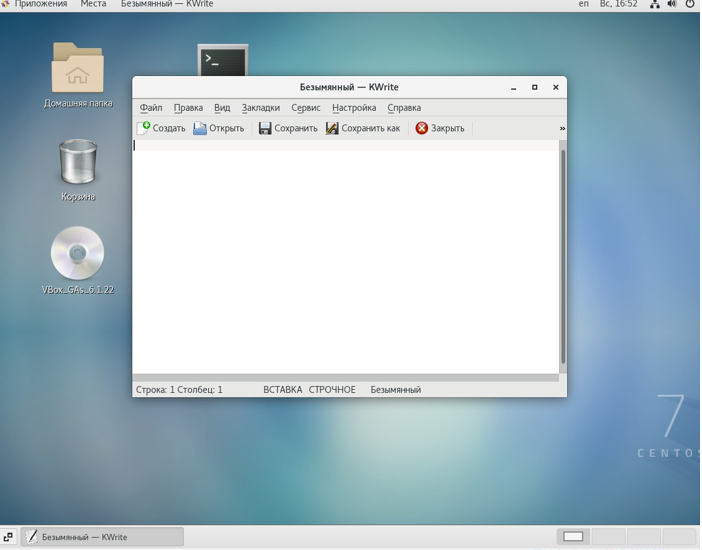 Приложения Места Безымянный — KWrite en Вс, 16:52
>_
Домашняя папка
Безымянный — KWrite
Файл Правка Вид Закладки Сервис Настройка Справка
Создать Открыть Сохранить Сохранить как Закрыть »
Корзина
VBox_GAs_6.1.22
Строка: 1 Столбец: 1 ВСТАВКА СТРОЧНОЕ Безымянный
7
CENTOS
Безымянный — KWrite